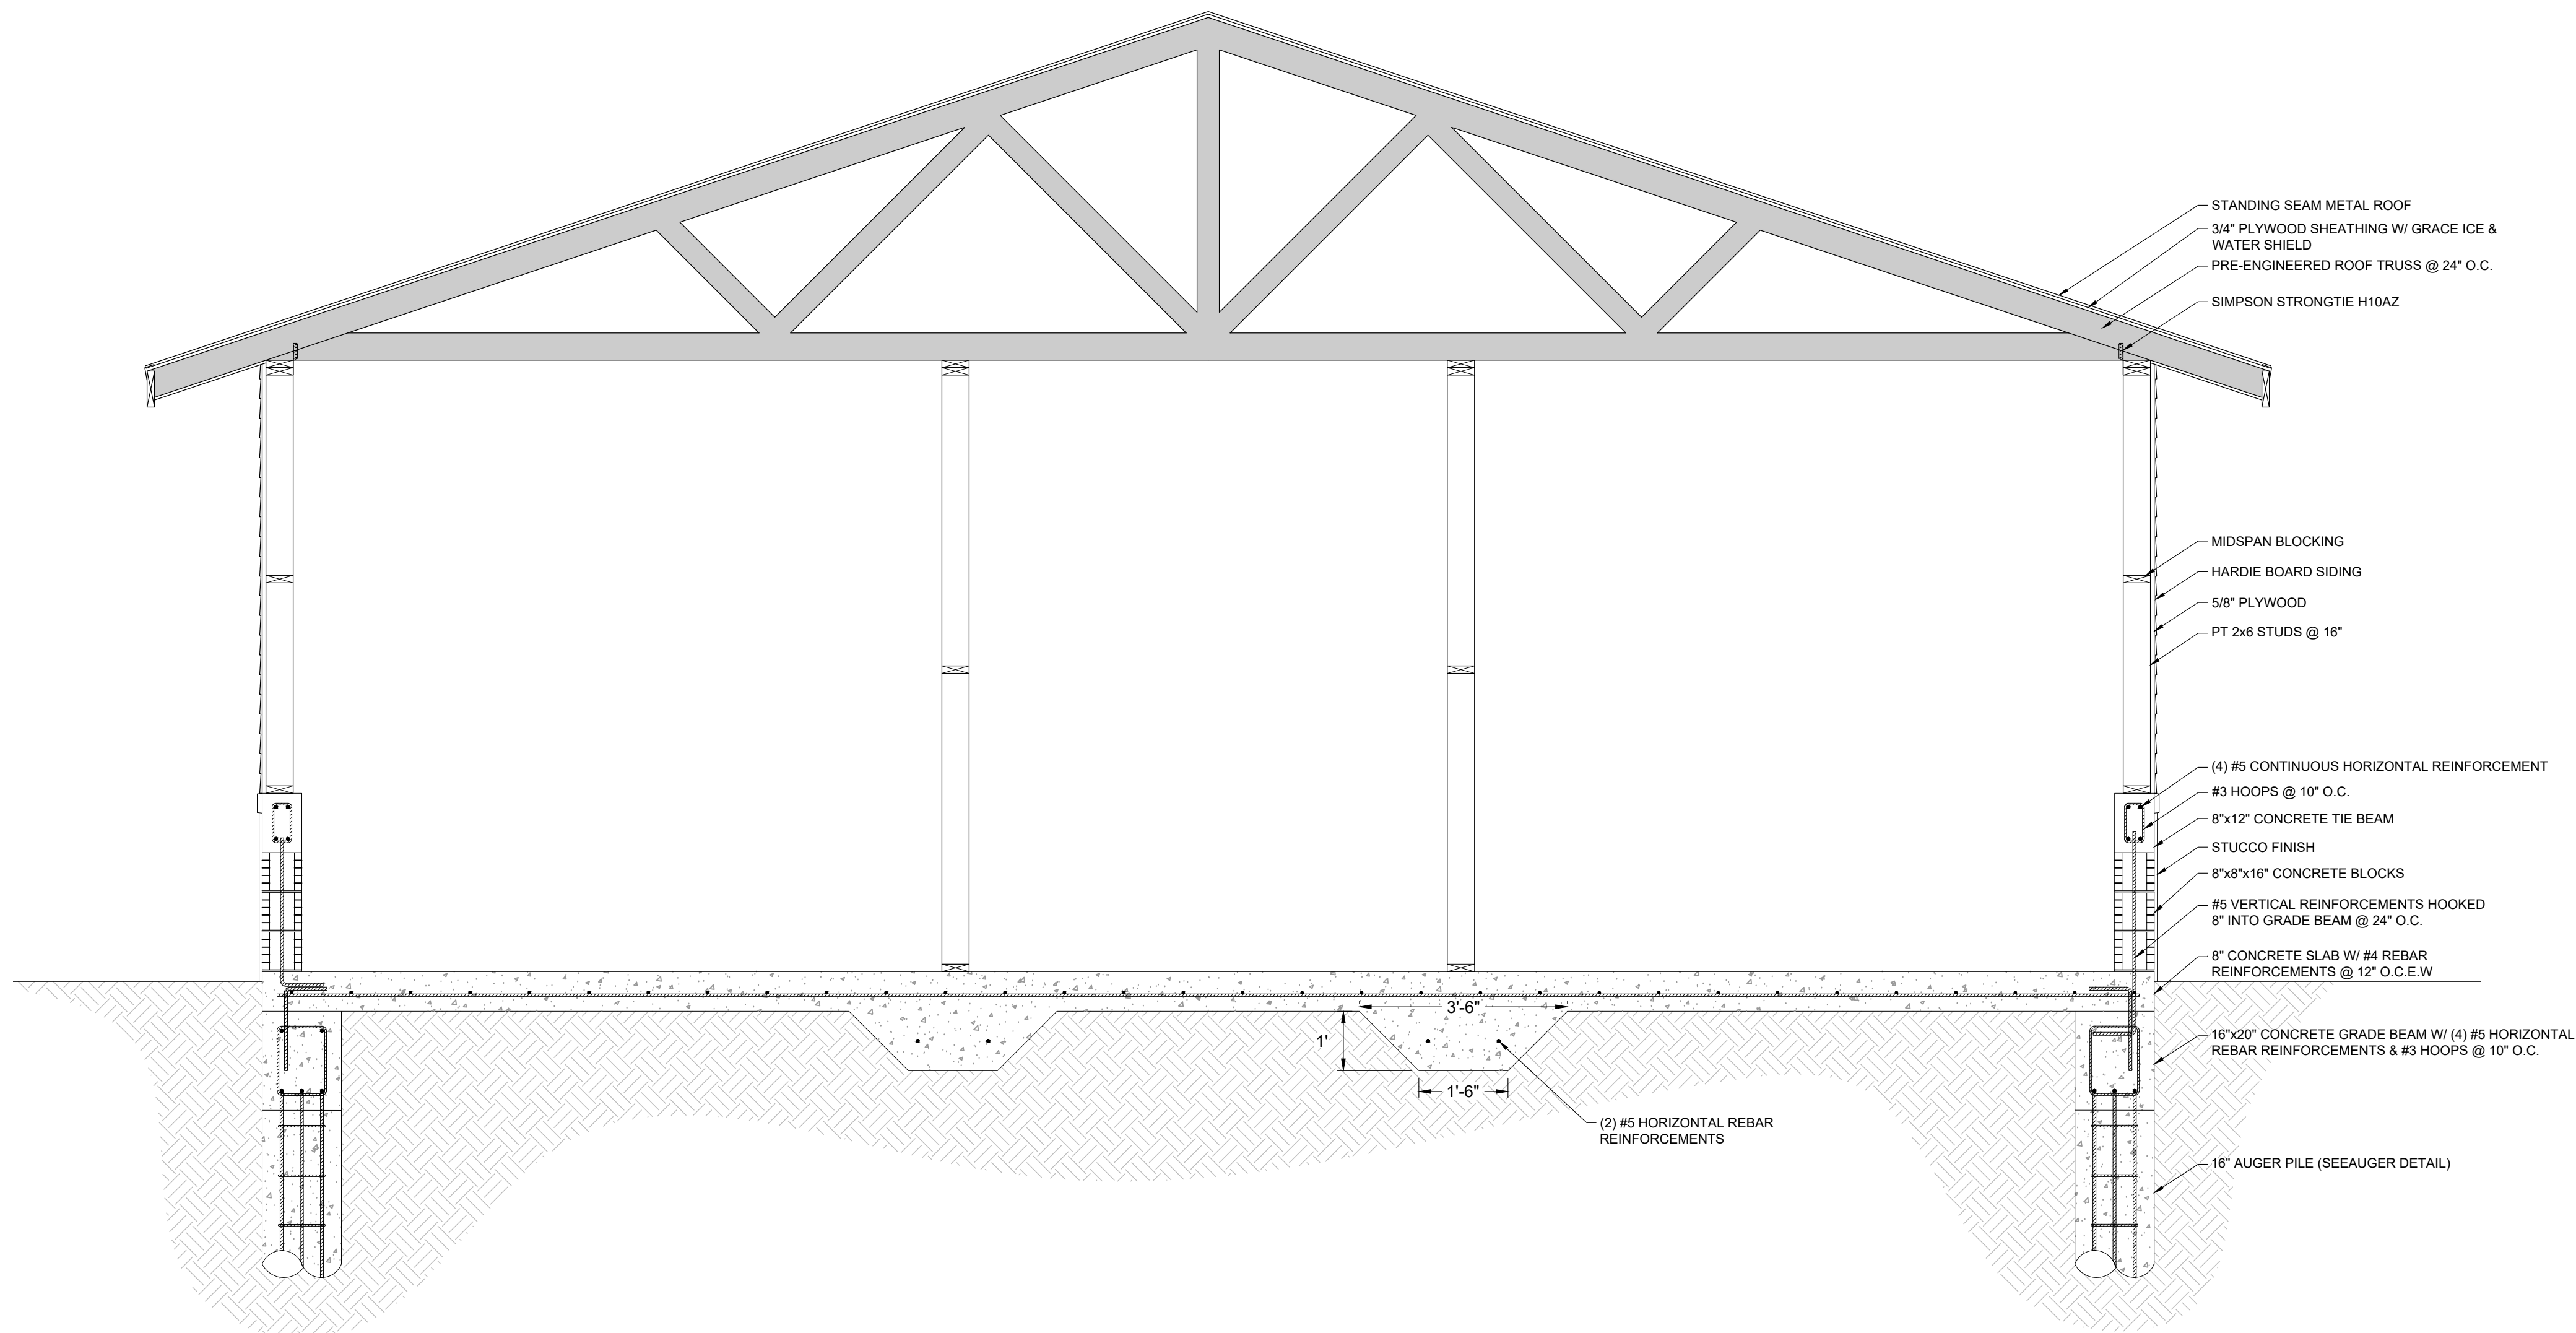 STANDING SEAM METAL ROOF
3/4" PLYWOOD SHEATHING W/ GRACE ICE &
WATER SHIELD
PRE-ENGINEERED ROOF TRUSS @ 24" O.C.
SIMPSON STRONGTIE H10AZ
MIDSPAN BLOCKING
HARDIE BOARD SIDING
5/8" PLYWOOD
PT 2x6 STUDS @ 16"
(4) #5 CONTINUOUS HORIZONTAL REINFORCEMENT
#3 HOOPS @ 10" O.C.
8"x12" CONCRETE TIE BEAM
STUCCO FINISH
8"x8"x16" CONCRETE BLOCKS
#5 VERTICAL REINFORCEMENTS HOOKED
8" INTO GRADE BEAM @ 24" O.C.
8" CONCRETE SLAB W/ #4 REBAR
REINFORCEMENTS @ 12" O.C.E.W
3'-6"
1'
16"x20" CONCRETE GRADE BEAM W/ (4) #5 HORIZONTAL
REBAR REINFORCEMENTS & #3 HOOPS @ 10" O.C.
1'-6"
(2) #5 HORIZONTAL REBAR
REINFORCEMENTS
16" AUGER PILE (SEEAUGER DETAIL)